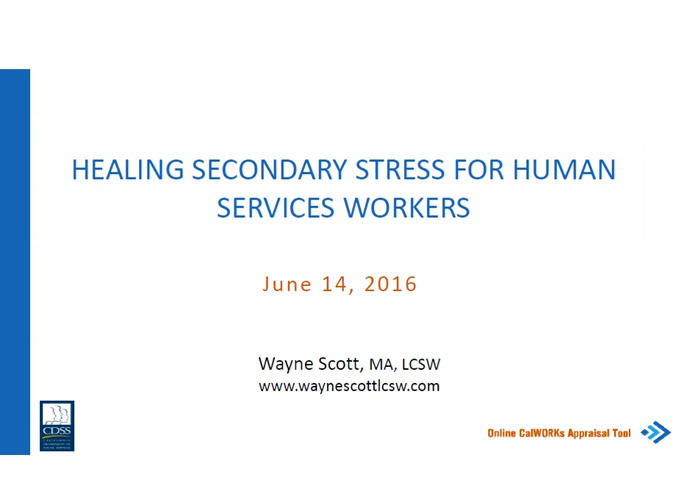 HEALING SECONDARY STRESS FOR HUMAN
SERVICES WORKERS
June 14, 2016
Wayne Scott, MA, LCSW
www.waynescottlcsw.com
CDSS
Online CalWORKs Appraisal Tool